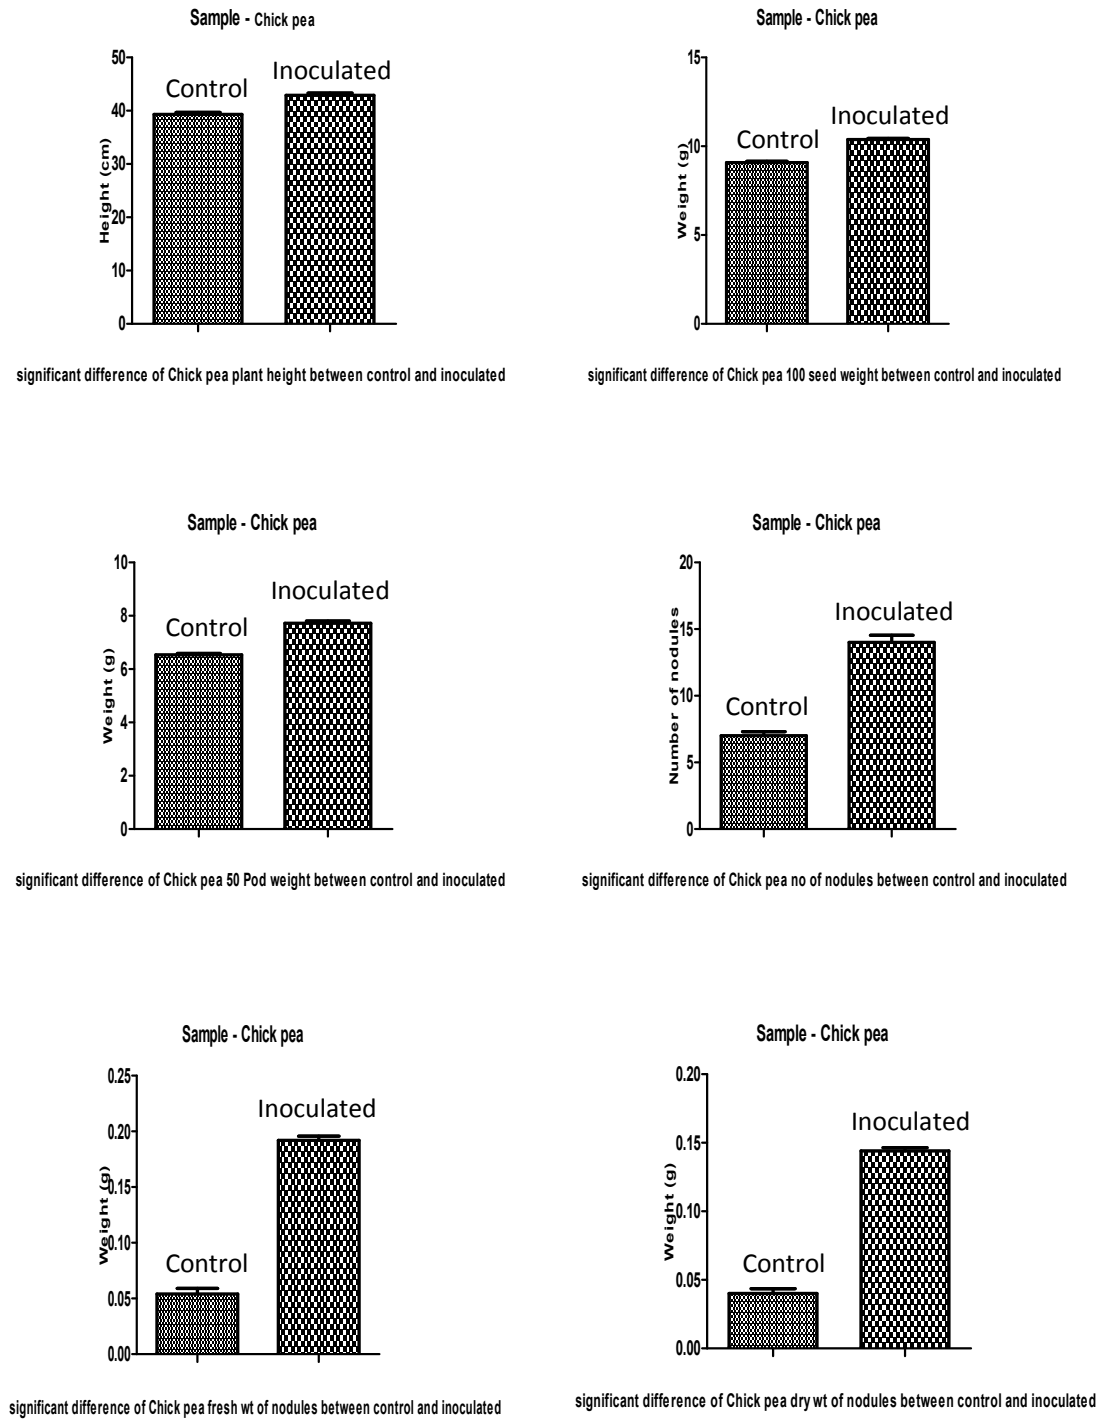 Sample - Chick pea
50
40
30
20
10
0
Height (cm)
Control
Inoculated
significant difference of Chick pea plant height between control and inoculated
Sample - Chick pea
15
10
5
0
Weight (g)
Control
Inoculated
significant difference of Chick pea 100 seed weight between control and inoculated
Sample - Chick pea
10
8
6
4
2
0
Weight (g)
Control
Inoculated
significant difference of Chick pea 50 Pod weight between control and inoculated
Sample - Chick pea
20
15
10
5
0
Number of nodules
Control
Inoculated
significant difference of Chick pea no of nodules between control and inoculated
Sample - Chick pea
0.25
0.20
0.15
0.10
0.05
0.00
Weight (g)
Control
Inoculated
significant difference of Chick pea fresh wt of nodules between control and inoculated
Sample - Chick pea
0.20
0.15
0.10
0.05
0.00
Weight (g)
Control
Inoculated
significant difference of Chick pea dry wt of nodules between control and inoculated